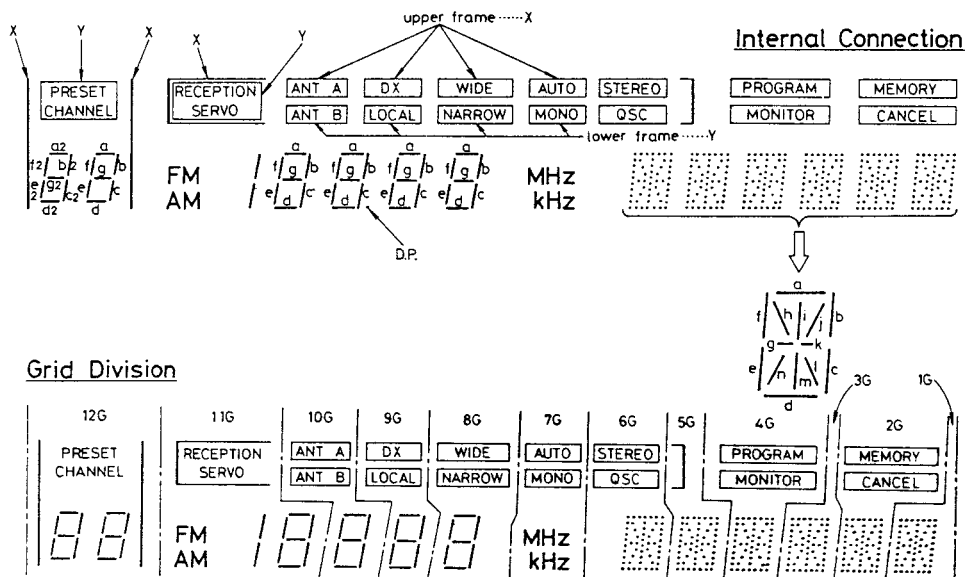 upper frame ······ X
X Y X X Y
Internal Connection
PRESET CHANNEL
RECEPTION SERVO
ANT A DX WIDE AUTO STEREO PROGRAM MEMORY
ANT B LOCAL NARROW MONO QSC MONITOR CANCEL
lower frame ······ Y
a2 a a a a a
f2 b2 f b f b f b f b f b
g2 g g g g g
e2 c2 e c e c e c e c e c
d2 d d d d d
FM MHz
AM kHz
D.P.
a
f h i j b
g k
e n m l c
d
Grid Division
3G 1G
12G 11G 10G 9G 8G 7G 6G 5G 4G 2G
PRESET RECEPTION ANT A DX WIDE AUTO STEREO PROGRAM MEMORY
CHANNEL SERVO ANT B LOCAL NARROW MONO QSC MONITOR CANCEL
88 FM 18888 MHz
AM kHz